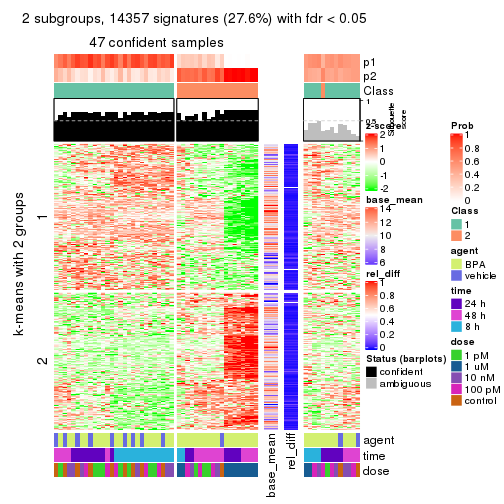 2 subgroups, 14357 signatures (27.6%) with fdr < 0.05
47 confident samples
p1
p2
Class
1
0.5
0
Silhouette
score
k-means with 2 groups
1
2
base_mean
rel_diff
agent
time
dose
z-score
2
1
0
-1
-2
base_mean
14
12
10
8
6
rel_diff
1
0.8
0.6
0.4
0.2
0
Status (barplots)
confident
ambiguous
Prob
1
0.8
0.6
0.4
0.2
0
Class
1
2
agent
BPA
vehicle
time
24 h
48 h
8 h
dose
1 pM
1 uM
10 nM
100 pM
control